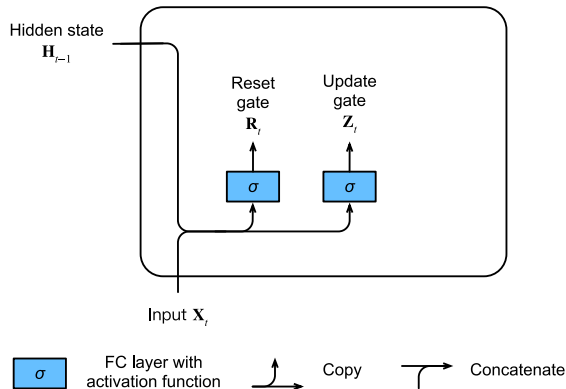 Hidden state
H_{t−1}
Reset
gate
R_t
Update
gate
Z_t
σ
σ
Input X_t
σ
FC layer with
activation function
Copy
Concatenate